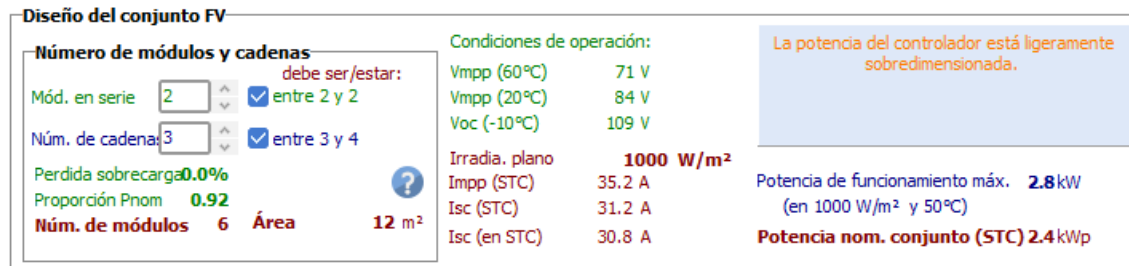 Diseño del conjunto FV
Número de módulos y cadenas
debe ser/estar:
Mód. en serie 2 entre 2 y 2
Núm. de cadenas 3 entre 3 y 4
Perdida sobrecarga 0.0%
Proporción Pnom 0.92
?
Núm. de módulos 6 Área 12 m²
Condiciones de operación:
Vmpp (60°C) 71 V
Vmpp (20°C) 84 V
Voc (-10°C) 109 V
Irradia. plano 1000 W/m²
Impp (STC) 35.2 A
Isc (STC) 31.2 A
Isc (en STC) 30.8 A
La potencia del controlador está ligeramente
sobredimensionada.
Potencia de funcionamiento máx. 2.8 kW
(en 1000 W/m² y 50°C)
Potencia nom. conjunto (STC) 2.4 kWp